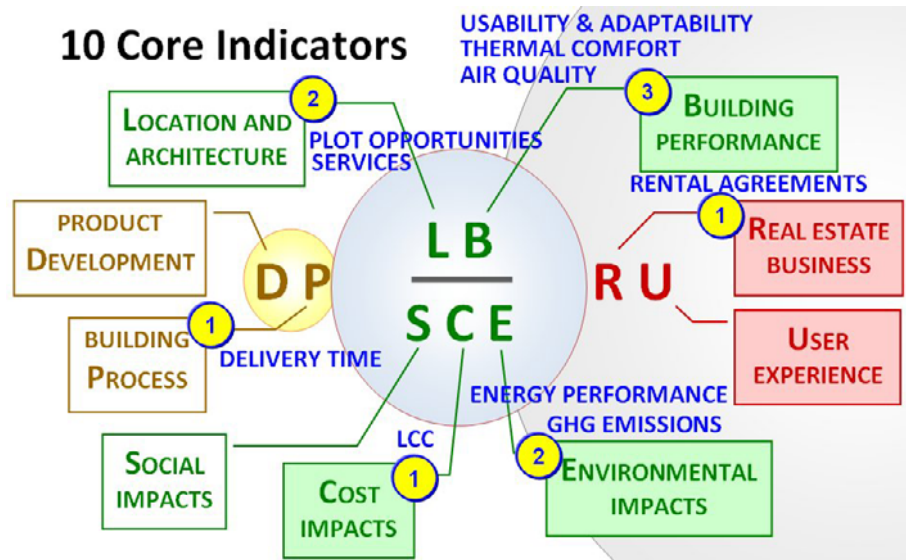 10 Core Indicators
USABILITY & ADAPTABILITY
THERMAL COMFORT
AIR QUALITY
2
LOCATION AND
ARCHITECTURE
PLOT OPPORTUNITIES
SERVICES
3
BUILDING
PERFORMANCE
RENTAL AGREEMENTS
PRODUCT
DEVELOPMENT
1
REAL ESTATE
BUSINESS
L B
D P
R U
S C E
1
BUILDING
PROCESS
DELIVERY TIME
USER
EXPERIENCE
ENERGY PERFORMANCE
GHG EMISSIONS
SOCIAL
IMPACTS
LCC
1
COST
IMPACTS
2
ENVIRONMENTAL
IMPACTS